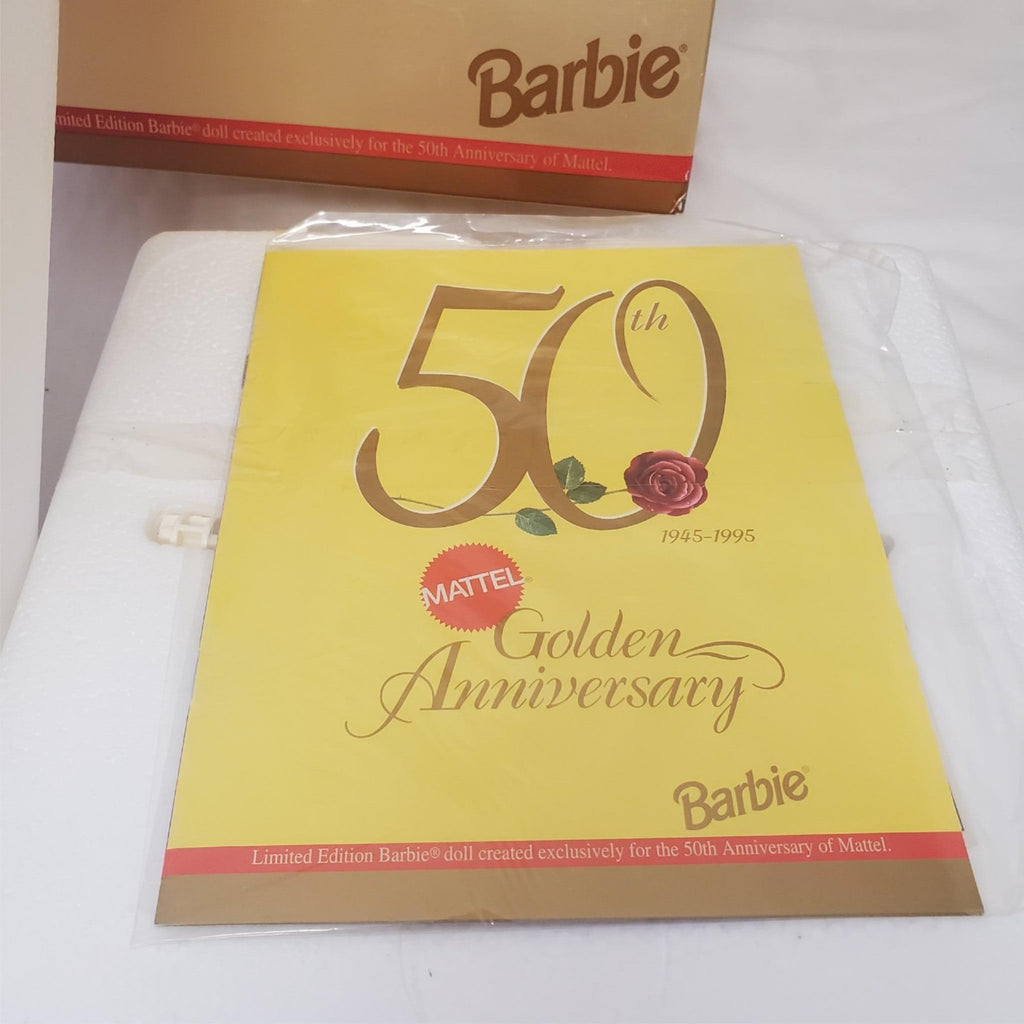 Barbie®
Edition Barbie® doll created exclusively for the 50th Anniversary of Mattel.
50th
1945-1995
MATTEL®
Golden
Anniversary
Barbie®
Limited Edition Barbie® doll created exclusively for the 50th Anniversary of Mattel.